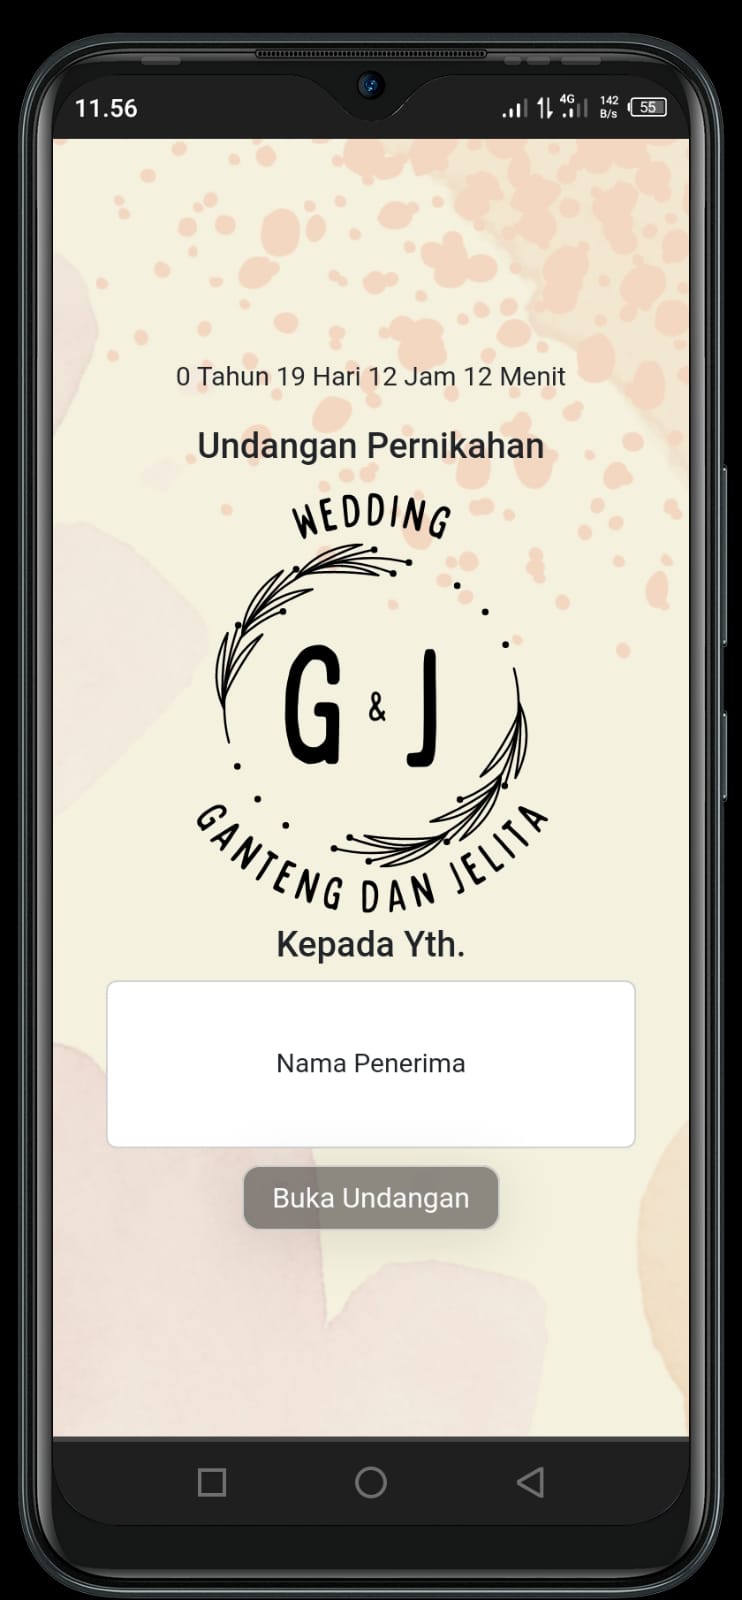 11.56
4G
142
B/s
55
0 Tahun 19 Hari 12 Jam 12 Menit
Undangan Pernikahan
WEDDING
G & J
GANTENG DAN JELITA
Kepada Yth.
Nama Penerima
Buka Undangan